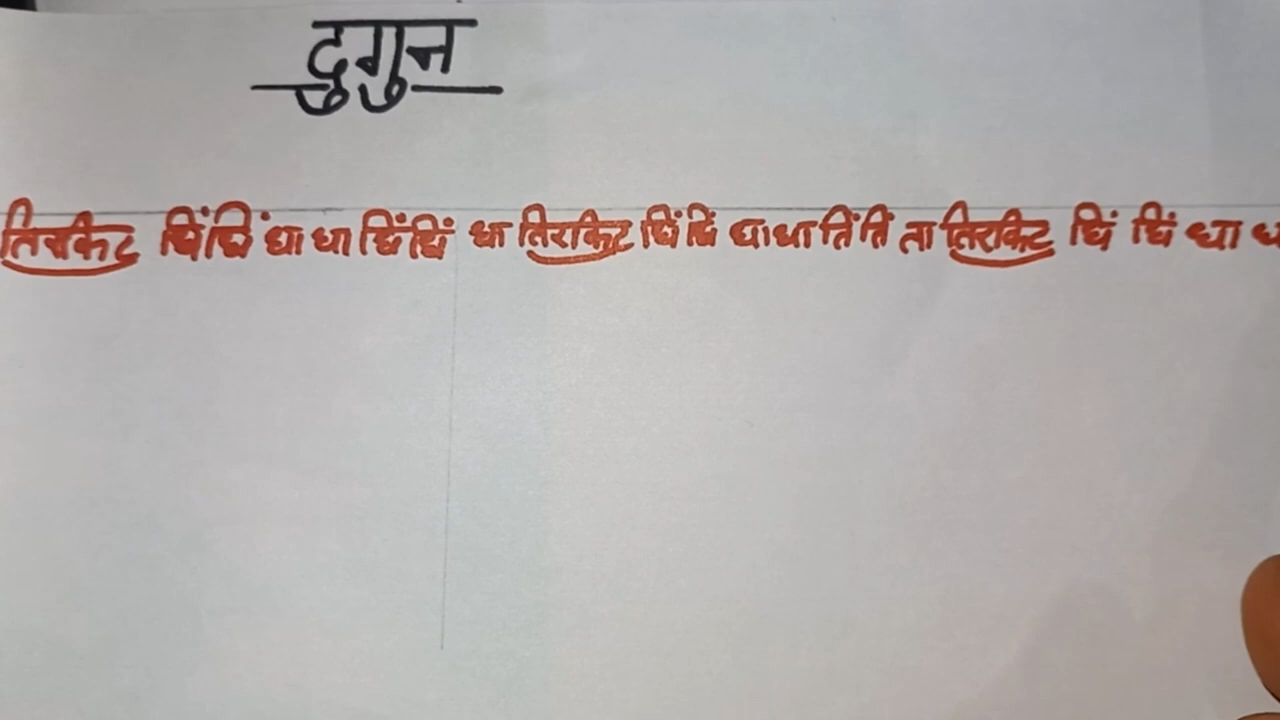 दुगुन
तिरकिट धिं धिं धा धा धिं धिं धा तिरकिट धिं धिं धा धा तिं तिं ता तिरकिट धिं धिं धा